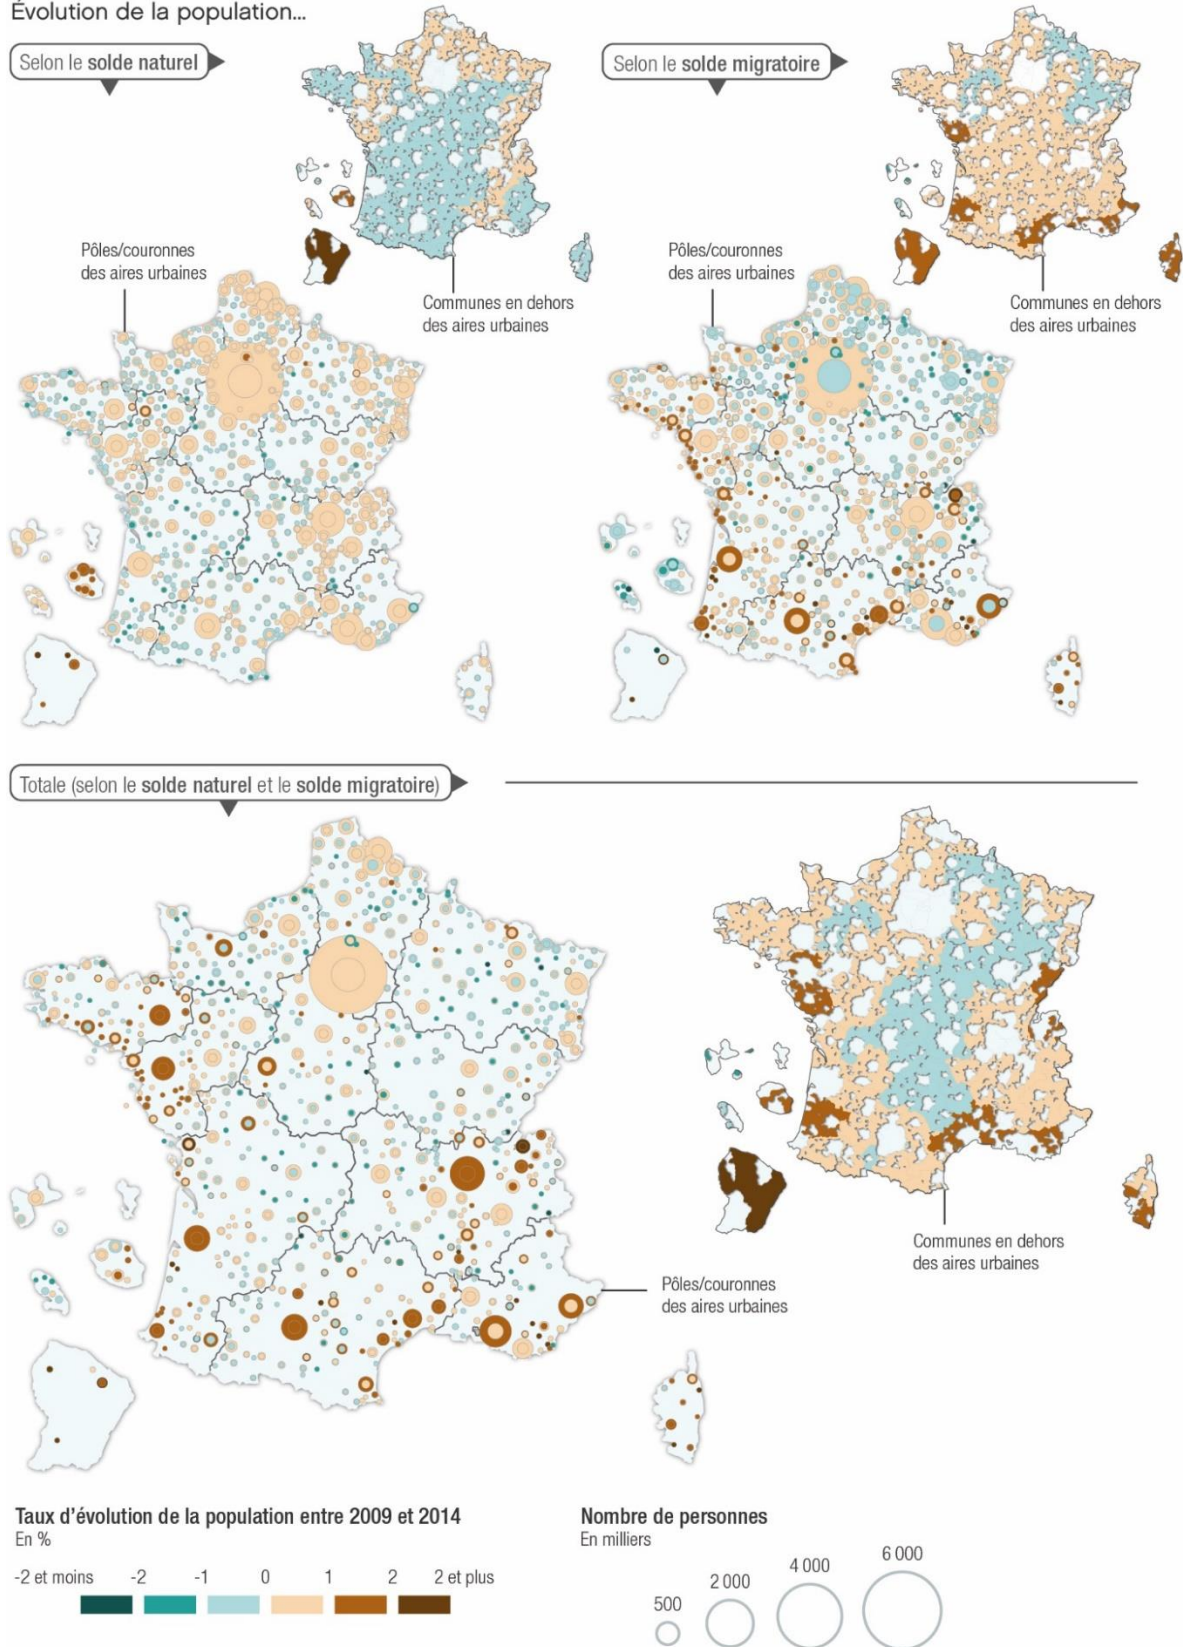 Évolution de la population...
Selon le solde naturel
Selon le solde migratoire
Pôles/couronnes
des aires urbaines
Communes en dehors
des aires urbaines
Pôles/couronnes
des aires urbaines
Communes en dehors
des aires urbaines
Totale (selon le solde naturel et le solde migratoire)
Communes en dehors
des aires urbaines
Pôles/couronnes
des aires urbaines
Taux d'évolution de la population entre 2009 et 2014
En %
-2 et moins -2 -1 0 1 2 2 et plus
Nombre de personnes
En milliers
500 2 000 4 000 6 000